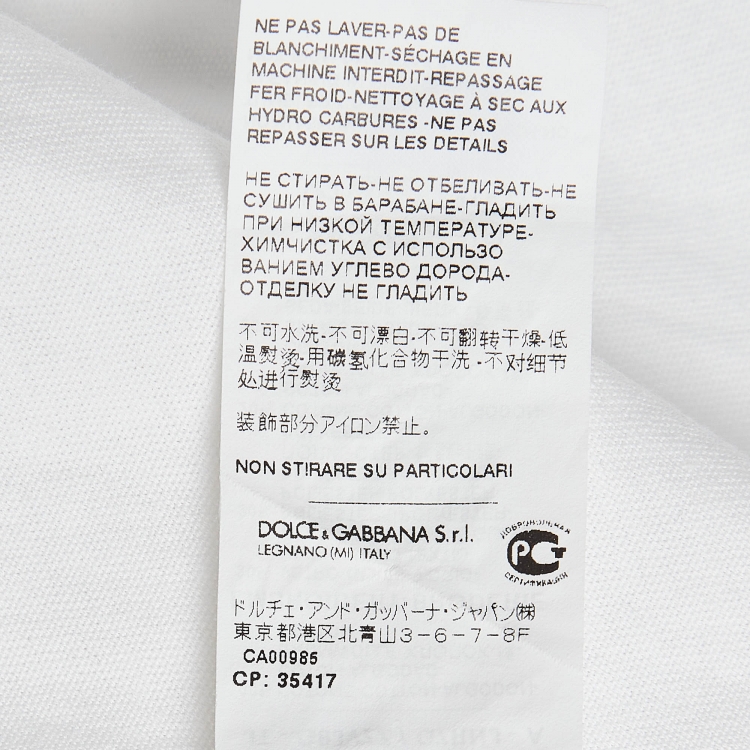 NE PAS LAVER-PAS DE
BLANCHIMENT-SÉCHAGE EN
MACHINE INTERDIT-REPASSAGE
FER FROID-NETTOYAGE À SEC AUX
HYDRO CARBURES -NE PAS
REPASSER SUR LES DETAILS
НЕ СТИРАТЬ-НЕ ОТБЕЛИВАТЬ-НЕ
СУШИТЬ В БАРАБАНЕ-ГЛАДИТЬ
ПРИ НИЗКОЙ ТЕМПЕРАТУРЕ-
ХИМЧИСТКА С ИСПОЛЬЗО
ВАНИЕМ УГЛЕВО ДОРОДА-
ОТДЕЛКУ НЕ ГЛАДИТЬ
不可水洗-不可漂白-不可翻转干燥-低
温熨烫-用碳氢化合物干洗-不对细节
处进行熨烫
装飾部分アイロン禁止。
NON STIRARE SU PARTICOLARI
DOLCE & GABBANA S.r.l.
LEGNANO (MI) ITALY
ДОБРОВОЛЬНАЯ
РСТ
СЕРТИФИКАЦИЯ
ドルチェ・アンド・ガッバーナ・ジャパン㈱
東京都港区北青山3-6-7-8F
CA00985
CP: 35417